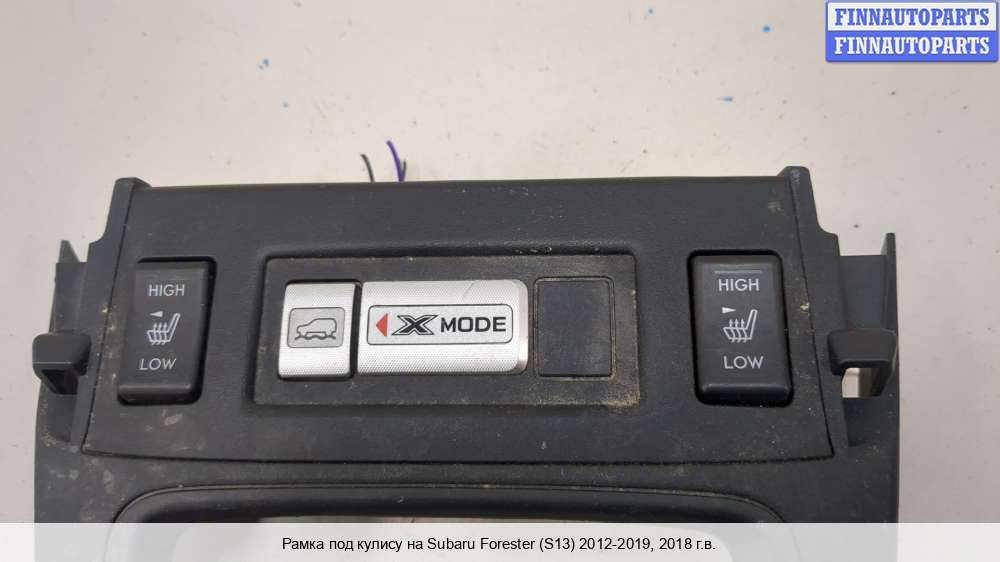 FINNAUTOPARTS
FINNAUTOPARTS
HIGH
LOW
X MODE
HIGH
LOW
Рамка под кулису на Subaru Forester (S13) 2012-2019, 2018 г.в.